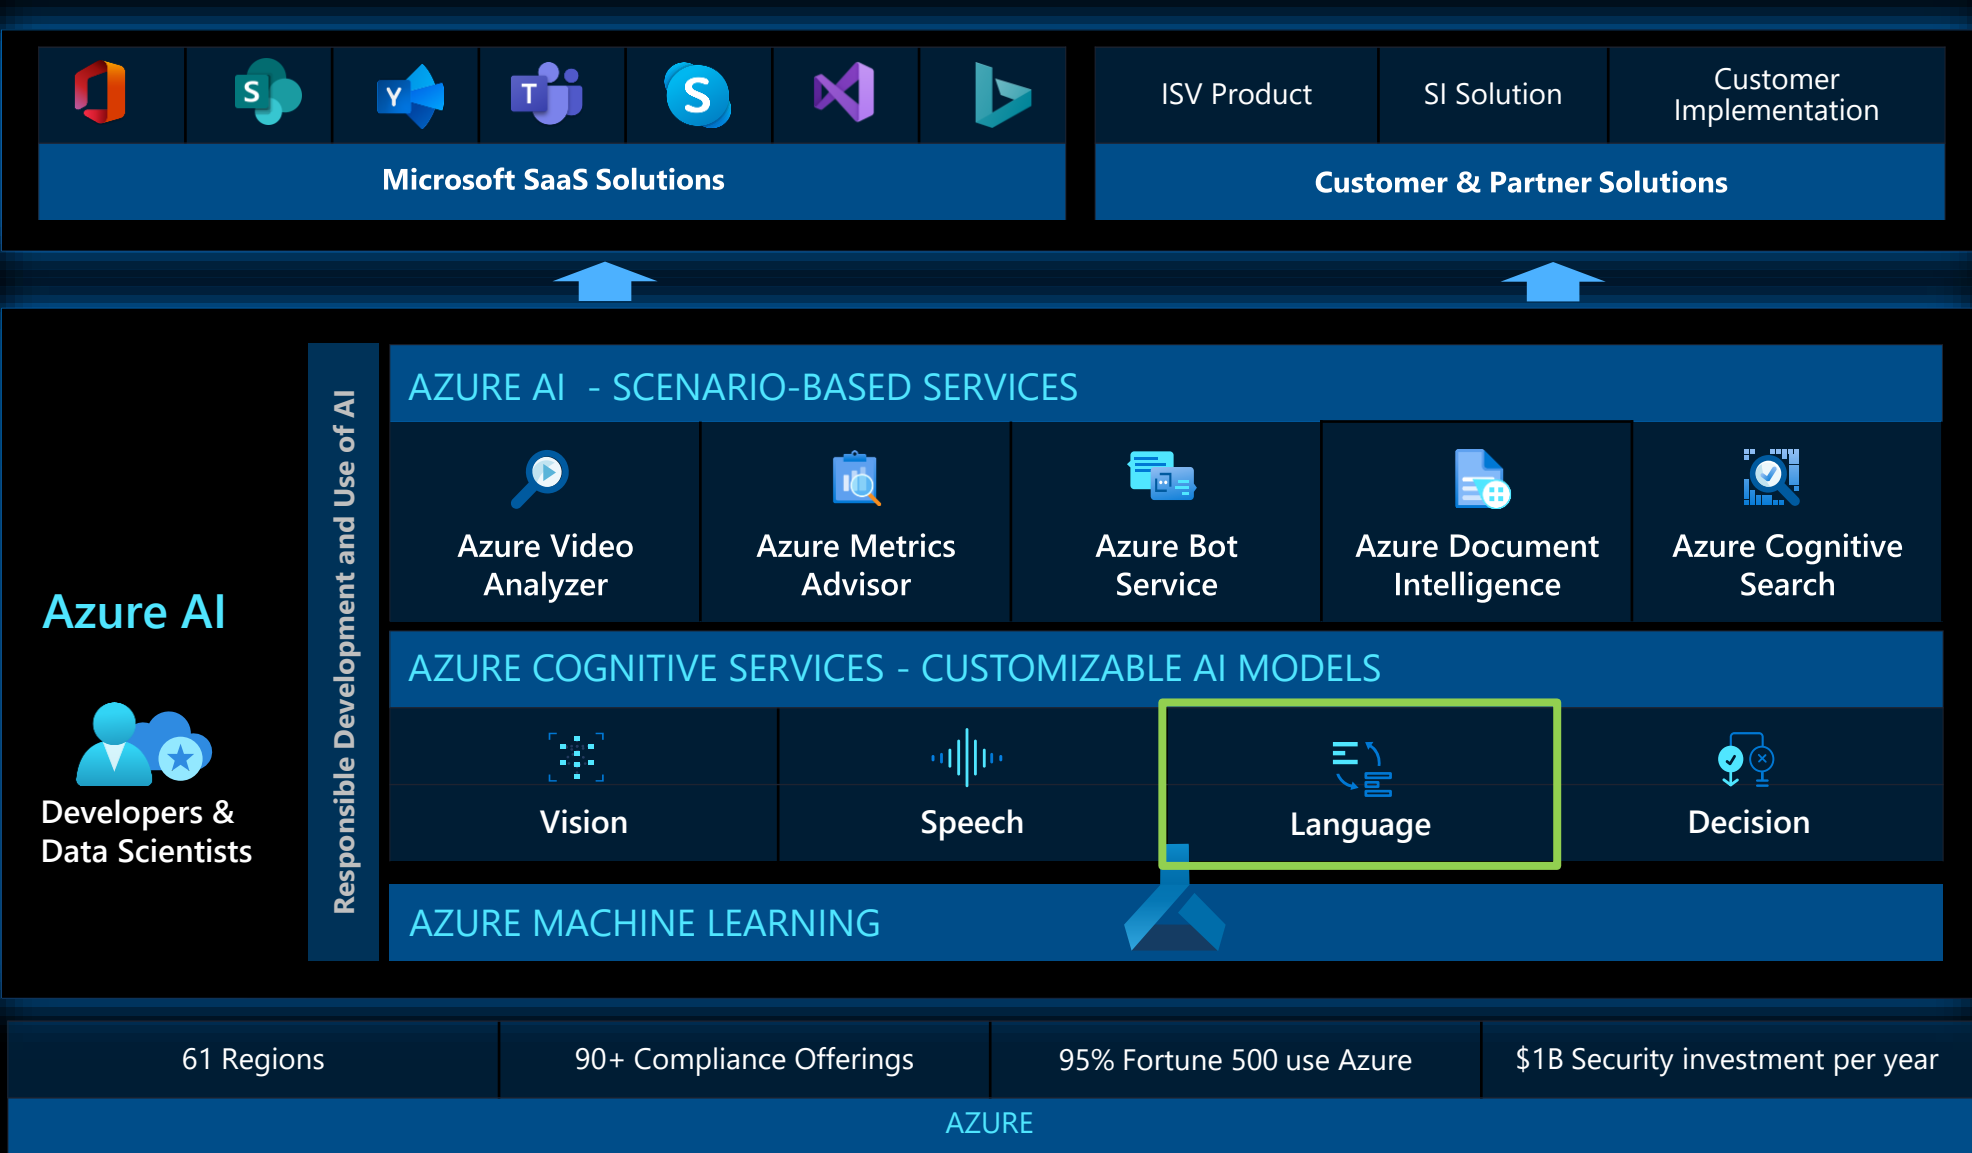 S
Y
T
S
Microsoft SaaS Solutions
ISV Product
SI Solution
Customer
Implementation
Customer & Partner Solutions
Azure AI
Developers &
Data Scientists
Responsible Development and Use of AI
AZURE AI - SCENARIO-BASED SERVICES
Azure Video
Analyzer
Azure Metrics
Advisor
Azure Bot
Service
Azure Document
Intelligence
Azure Cognitive
Search
AZURE COGNITIVE SERVICES - CUSTOMIZABLE AI MODELS
Vision
Speech
Language
Decision
AZURE MACHINE LEARNING
61 Regions
90+ Compliance Offerings
95% Fortune 500 use Azure
$1B Security investment per year
AZURE